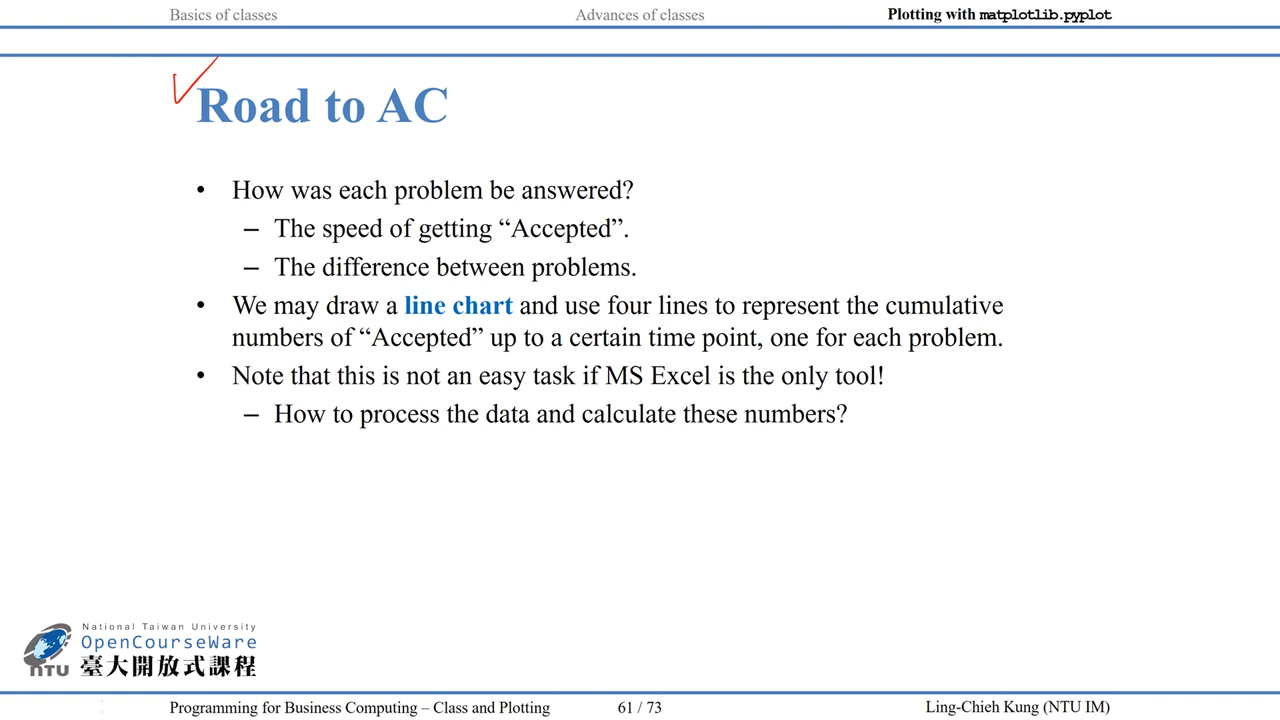 Basics of classes
Advances of classes
Plotting with matplotlib.pyplot
Road to AC
• How was each problem be answered?
– The speed of getting “Accepted”.
– The difference between problems.
• We may draw a line chart and use four lines to represent the cumulative
numbers of “Accepted” up to a certain time point, one for each problem.
• Note that this is not an easy task if MS Excel is the only tool!
– How to process the data and calculate these numbers?
National Taiwan University
OpenCourseWare
NTU 臺大開放式課程
Programming for Business Computing – Class and Plotting
61 / 73
Ling-Chieh Kung (NTU IM)